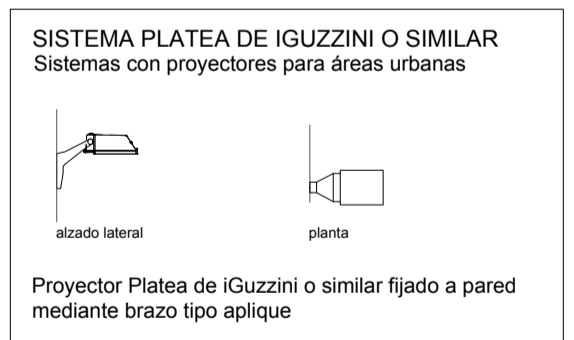 SISTEMA PLATEA DE IGUZZINI O SIMILAR
Sistemas con proyectores para áreas urbanas
alzado lateral
planta
Proyector Platea de iGuzzini o similar fijado a pared
mediante brazo tipo aplique